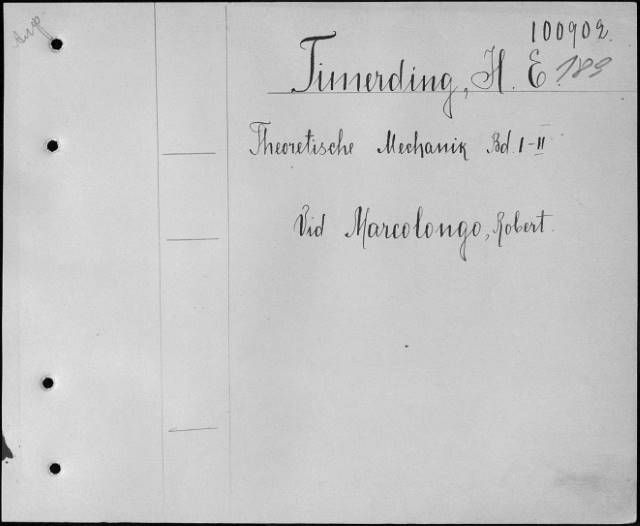 100902.
Timerding, H. E. 189
Theoretische Mechanik Bd. I-II
Vid Marcolongo, Robert.